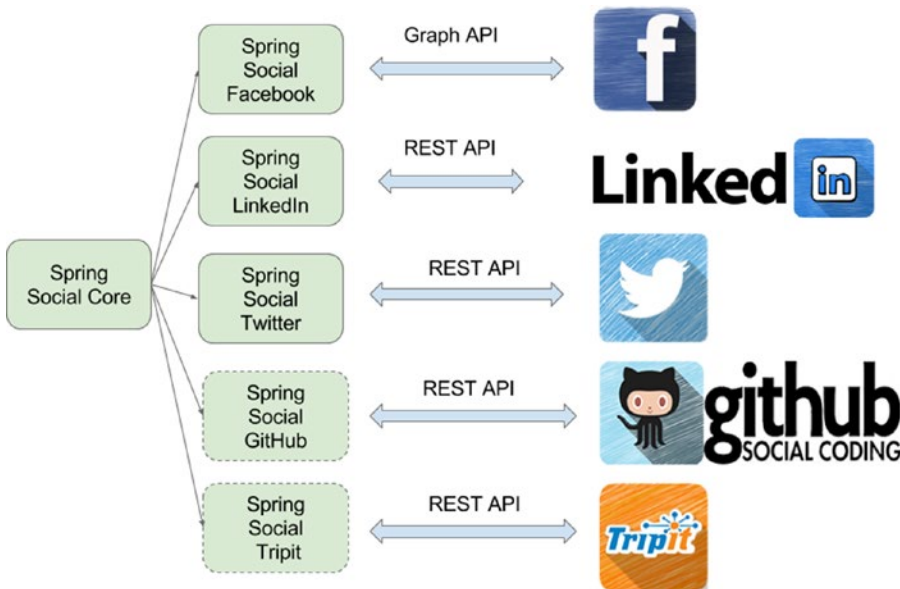 Spring
Social
Facebook
Graph API
f
Spring
Social
LinkedIn
REST API
Linked in
Spring
Social Core
Spring
Social
Twitter
REST API
Spring
Social
GitHub
REST API
github
SOCIAL CODING
Spring
Social
Tripit
REST API
TripIt